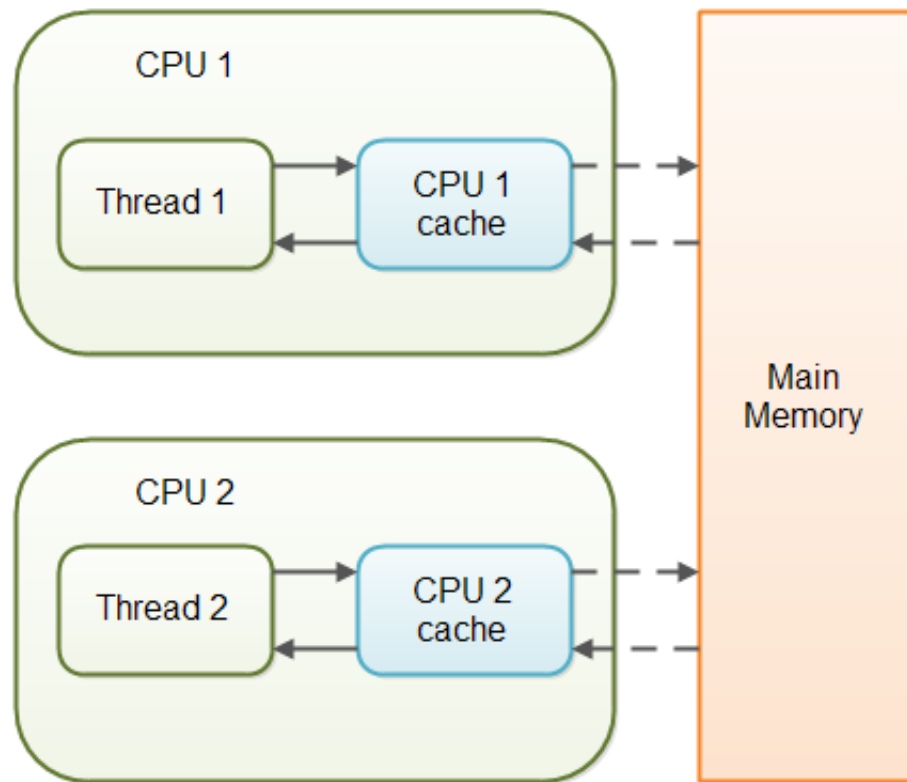 CPU 1
Thread 1
CPU 1
cache
Main
Memory
CPU 2
Thread 2
CPU 2
cache